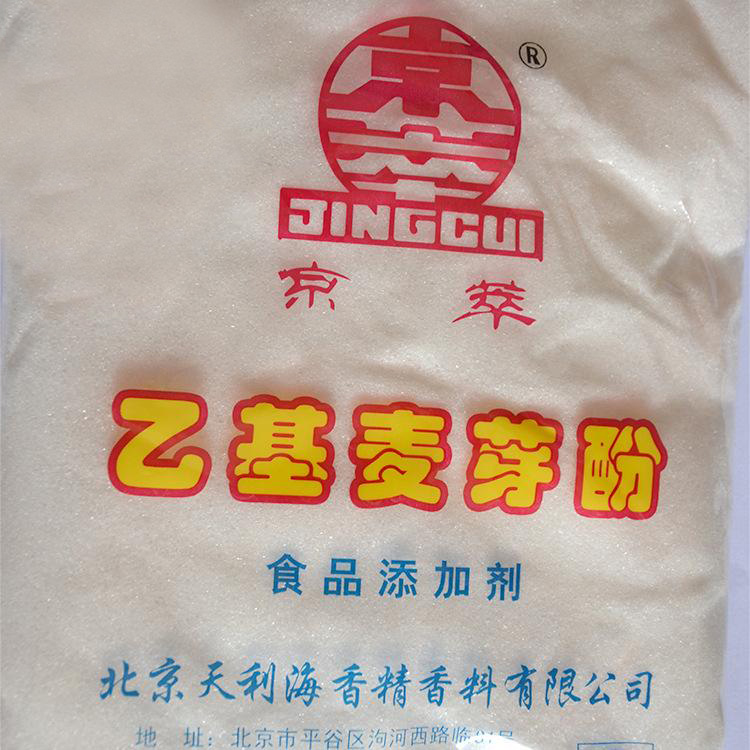 京萃
®
JINGCUI
京萃
乙基麦芽酚
食品添加剂
北京天利海香精香料有限公司
地 址：北京市平谷区泃河西路临